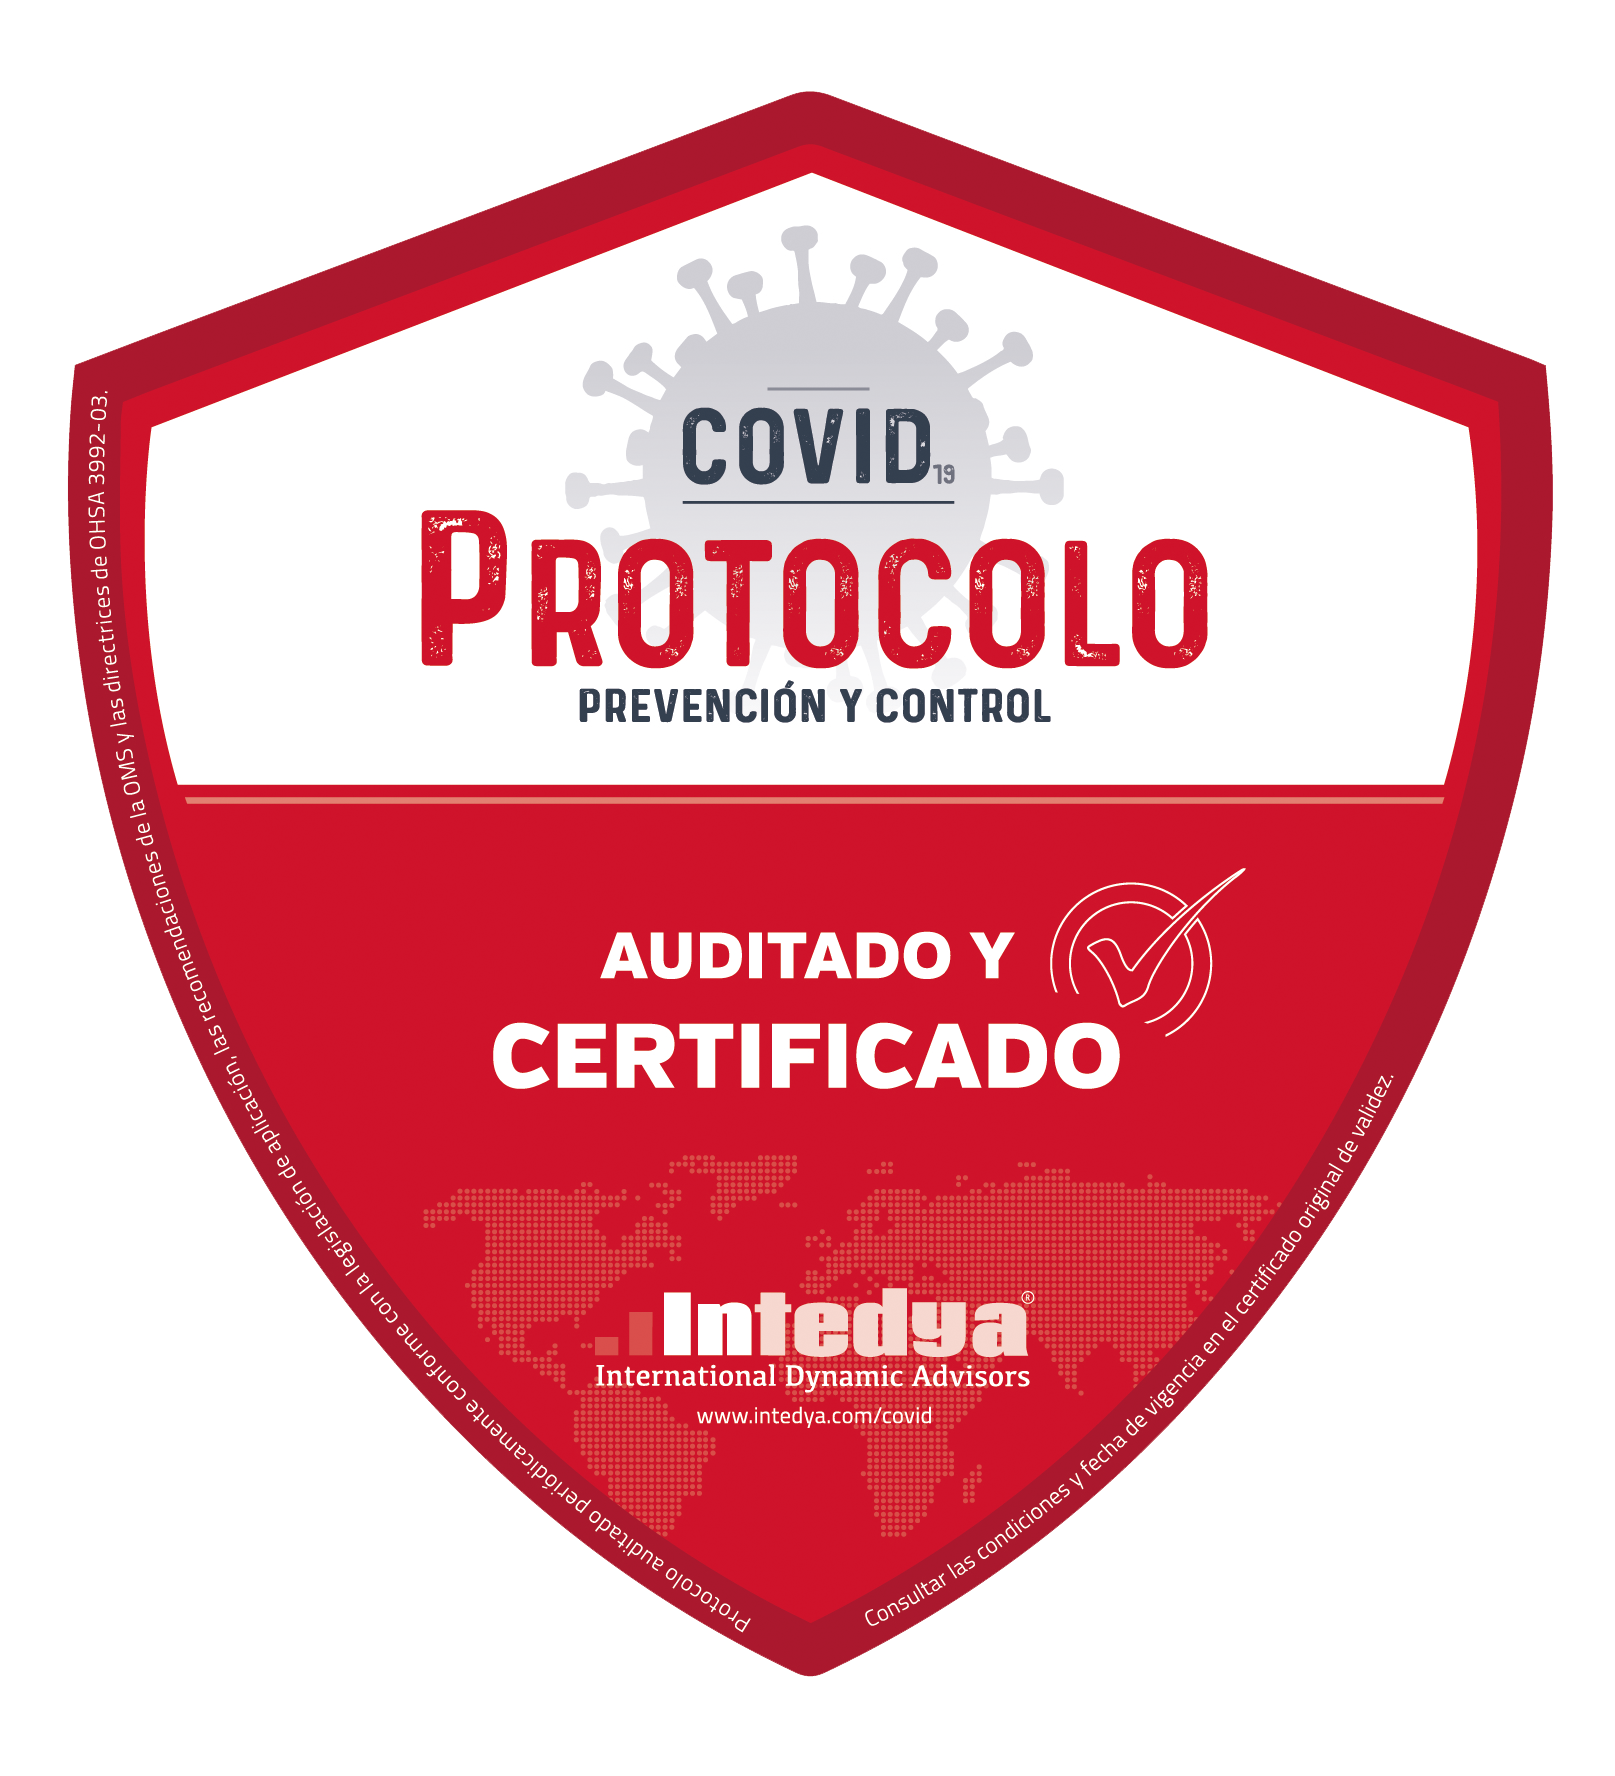 COVID19
PROTOCOLO
PREVENCIÓN Y CONTROL
AUDITADO Y
CERTIFICADO
Intedya®
International Dynamic Advisors
www.intedya.com/covid
Protocolo auditado periódicamente conforme con la legislación de aplicación, las recomendaciones de la OMS y las directrices de OHSA 3992-03.
Consultar las condiciones y fecha de vigencia en el certificado original de validez.